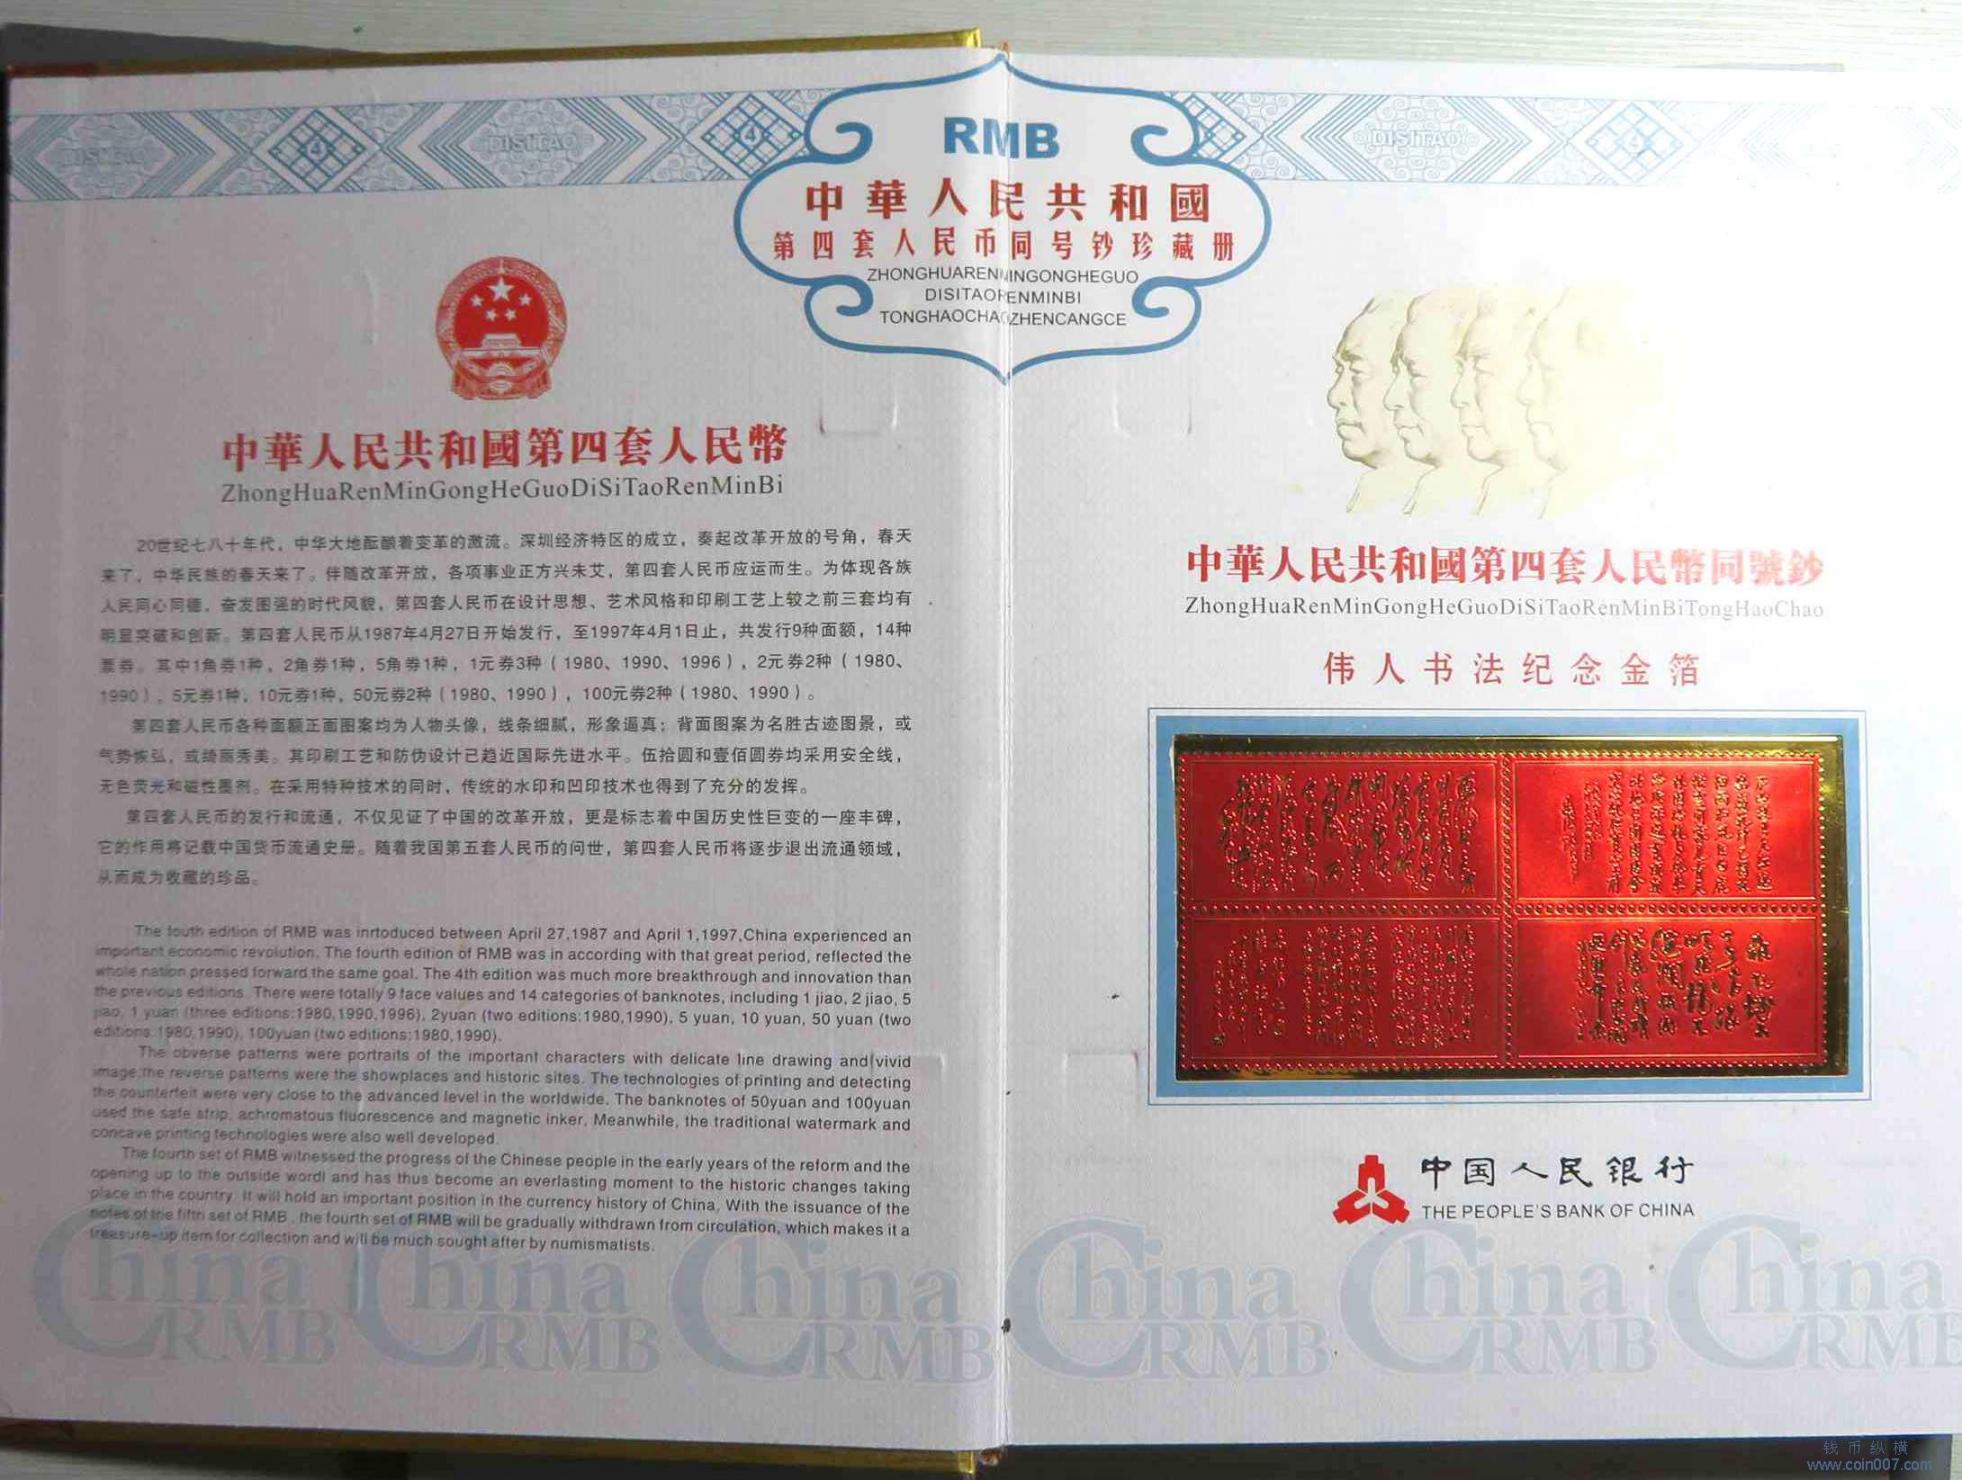 DISITAO
4
DISITAO
4
RMB
DISITAO
4
中華人民共和國
第四套人民币同号钞珍藏册
ZHONGHUARENMINGONGHEGUO
DISITAORENMINBI
TONGHAOCHAOZHENCANGCE
中華人民共和國第四套人民幣
ZhongHuaRenMinGongHeGuoDiSiTaoRenMinBi
20世纪七八十年代，中华大地酝酿着变革的激流。深圳经济特区的成立，奏起改革开放的号角，春天
来了，中华民族的春天来了。伴随改革开放，各项事业正方兴未艾，第四套人民币应运而生。为体现各族
人民同心同德，奋发图强的时代风貌，第四套人民币在设计思想、艺术风格和印刷工艺上较之前三套均有
明显突破和创新。第四套人民币从1987年4月27日开始发行，至1997年4月1日止，共发行9种面额，14种
票券。其中1角券1种，2角券1种，5角券1种，1元券3种（1980、1990、1996），2元券2种（1980、
1990），5元券1种，10元券1种，50元券2种（1980、1990），100元券2种（1980、1990）。
第四套人民币各种面额正面图案均为人物头像，线条细腻，形象逼真；背面图案为名胜古迹图景，或
气势恢弘，或绮丽秀美。其印刷工艺和防伪设计已趋近国际先进水平。伍拾圆和壹佰圆券均采用安全线，
无色荧光和磁性墨剂。在采用特种技术的同时，传统的水印和凹印技术也得到了充分的发挥。
第四套人民币的发行和流通，不仅见证了中国的改革开放，更是标志着中国历史性巨变的一座丰碑，
它的作用将记载中国货币流通史册。随着我国第五套人民币的问世，第四套人民币将逐步退出流通领域，
从而成为收藏的珍品。
The fouth edition of RMB was inrtoduced between April 27,1987 and April 1,1997,China experienced an
important economic revolution. The fourth edition of RMB was in according with that great period, reflected the
whole nation pressed forward the same goal. The 4th edition was much more breakthrough and innovation than
the previous editions. There were totally 9 face values and 14 categories of banknotes, including 1 jiao, 2 jiao, 5
jiao, 1 yuan (three editions:1980,1990,1996), 2yuan (two editions:1980,1990), 5 yuan, 10 yuan, 50 yuan (two
editions:1980,1990), 100yuan (two editions:1980,1990).
The obverse patterns were portraits of the important characters with delicate line drawing and vivid
image;the reverse patterns were the showplaces and historic sites. The technologies of printing and detecting
the counterfeit were very close to the advanced level in the worldwide. The banknotes of 50yuan and 100yuan
used the safe strip, achromatous fluorescence and magnetic inker. Meanwhile, the traditional watermark and
concave printing technologies were also well developed.
The fourth set of RMB witnessed the progress of the Chinese people in the early years of the reform and the
opening up to the outside wordl and has thus become an everlasting moment to the historic changes taking
place in the country. It will hold an important position in the currency history of China. With the issuance of the
notes of the fifth set of RMB , the fourth set of RMB will be gradually withdrawn from circulation, which makes it a
treasure-up item for collection and will be much sought after by numismatists.
中華人民共和國第四套人民幣同號鈔
ZhongHuaRenMinGongHeGuoDiSiTaoRenMinBiTongHaoChao
伟人书法纪念金箔
中国人民银行
THE PEOPLE'S BANK OF CHINA
China RMB China RMB China RMB China RMB China RMB China RMB
钱币纵横
www.coin007.com